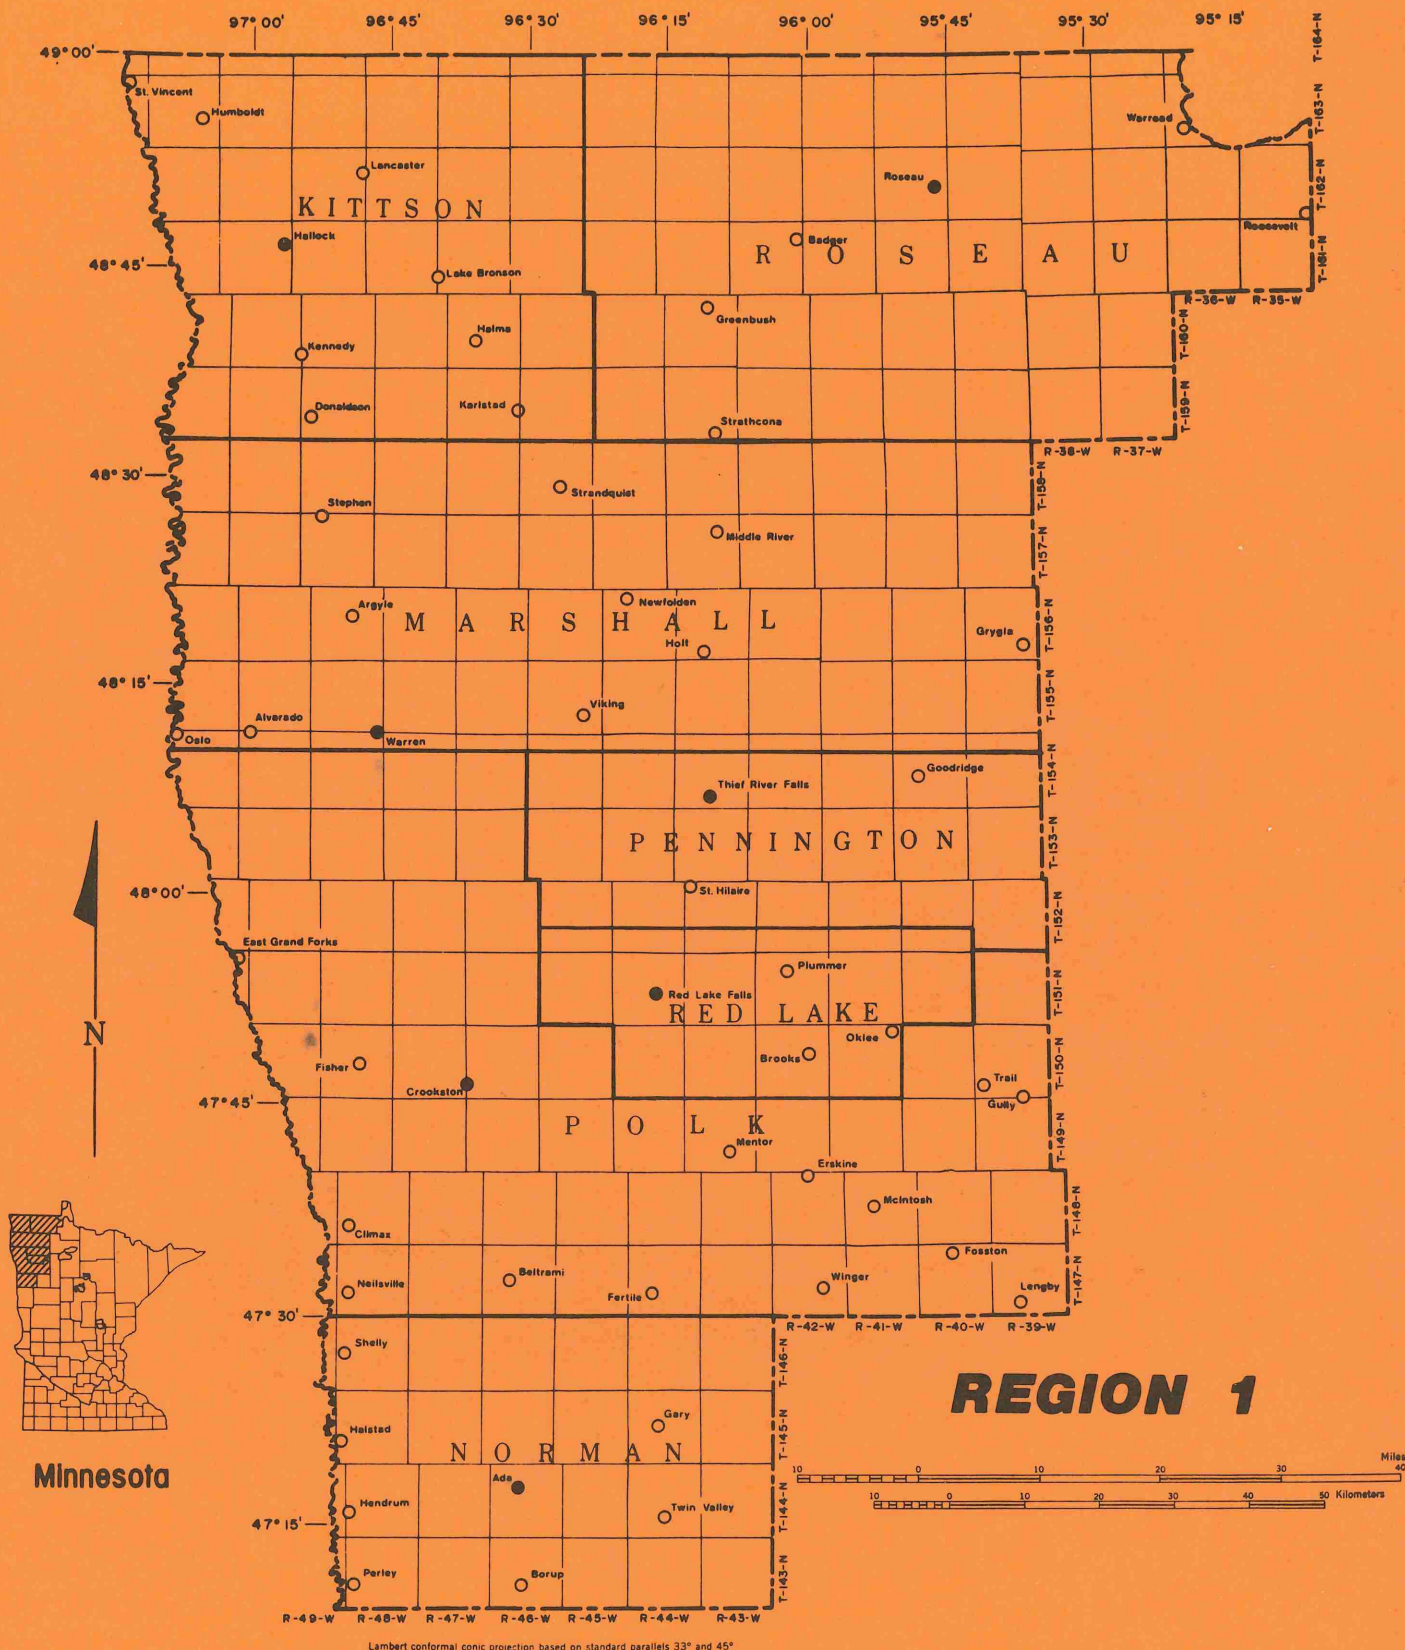 97° 00'
96° 45'
96° 30'
96° 15'
96° 00'
95° 45'
95° 30'
95° 15'
49° 00'
T-164-N
St. Vincent
Humboldt
Warroad
T-163-N
Lancaster
Roseau
T-162-N
KITTSON
Hallock
Badger
Roosevelt
ROSEAU
48° 45'
Lake Bronson
T-161-N
R-36-W
R-35-W
Greenbush
Halma
Kennedy
T-160-N
Donaldson
Karlstad
Strathcona
T-159-N
R-38-W
R-37-W
48° 30'
Strandquist
T-158-N
Stephen
Middle River
T-157-N
Argyle
Newfolden
MARSHALL
Holt
Grygla
T-156-N
48° 15'
Viking
T-155-N
Alvarado
Oslo
Warren
Goodridge
T-154-N
Thief River Falls
PENNINGTON
T-153-N
48° 00'
St. Hilaire
T-152-N
East Grand Forks
Plummer
Red Lake Falls
T-151-N
RED LAKE
Oklee
N
Brooks
Fisher
Crookston
Trail
Gully
T-150-N
47° 45'
POLK
Mentor
T-149-N
Erskine
McIntosh
T-148-N
Climax
Fosston
Neilsville
Beltrami
Fertile
Winger
Lengby
T-147-N
47° 30'
R-42-W
R-41-W
R-40-W
R-39-W
Shelly
T-146-N
REGION 1
Halstad
Gary
T-145-N
NORMAN
Minnesota
Ada
Miles
10
0
10
20
30
40
10
0
10
20
30
40
50 Kilometers
Hendrum
Twin Valley
T-144-N
47° 15'
Perley
Borup
T-143-N
R-49-W
R-48-W
R-47-W
R-46-W
R-45-W
R-44-W
R-43-W
Lambert conformal conic projection based on standard parallels 33° and 45°